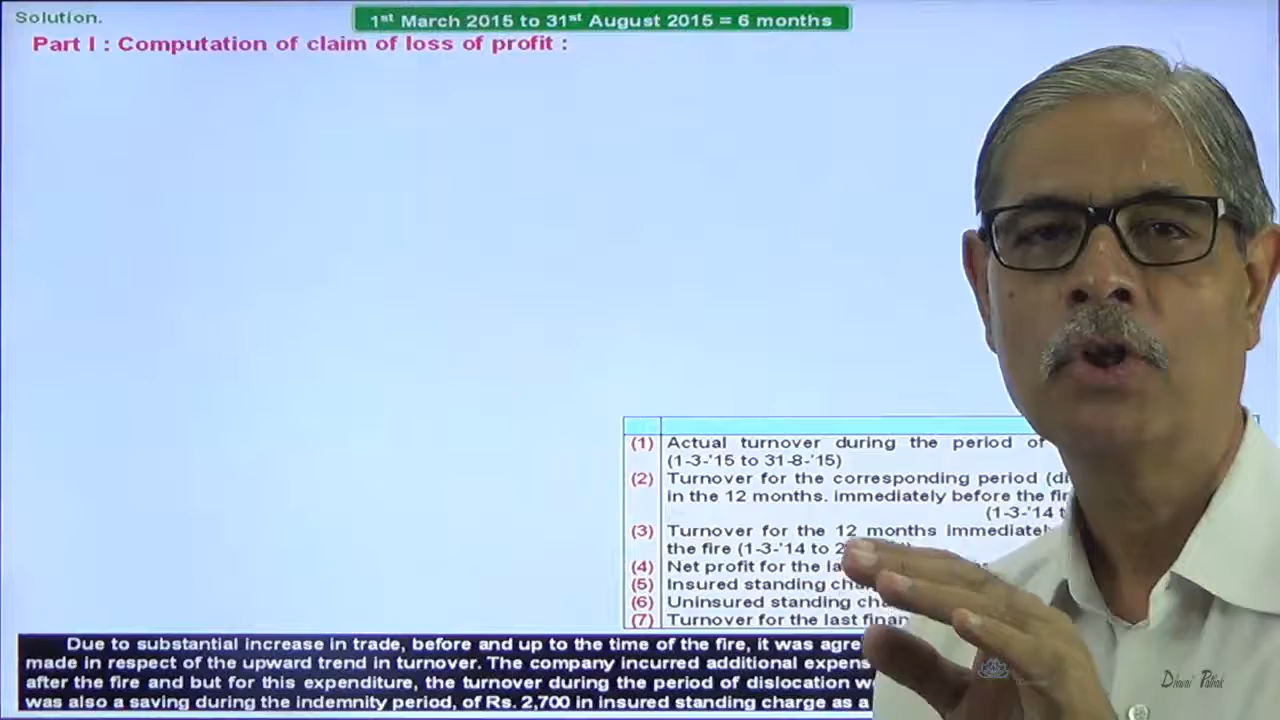 Solution.
1st March 2015 to 31st August 2015 = 6 months
Part I : Computation of claim of loss of profit :
(1) Actual turnover during the period of
(1-3-'15 to 31-8-'15)
(2) Turnover for the corresponding period
in the 12 months. immediately before the
(1-3-'14
(3) Turnover for the 12 months
the fire (1-3-'14 to
(4) Net profit for the
(5) Insured standing
(6) Uninsured standing
(7) Turnover for the last
Due to substantial increase in trade, before and up to the time of the fire, it was
made in respect of the upward trend in turnover. The company incurred additional
after the fire and but for this expenditure, the turnover during the period of dislocation
was also a saving during the indemnity period, of Rs. 2,700 in insured standing charge as a
Dhaval Pathak